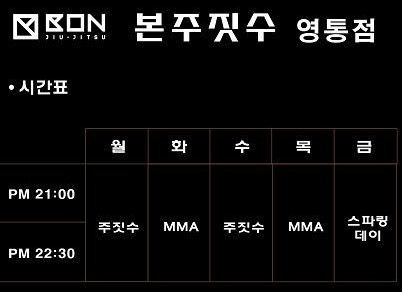 BON
JIU-JITSU
본주짓수 영통점
• 시간표
월 화 수 목 금
PM 21:00
주짓수 MMA 주짓수 MMA 스파링
데이
PM 22:30